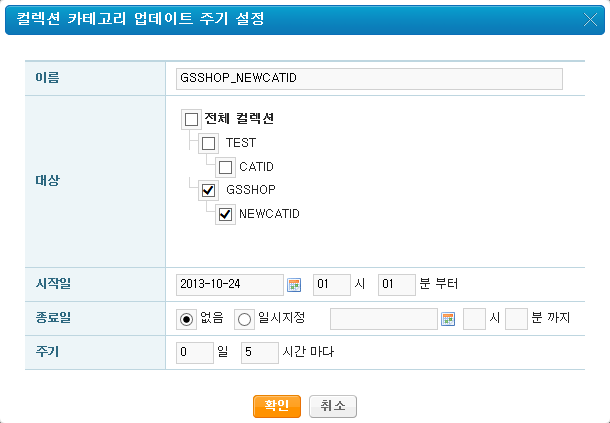 컬렉션 카테고리 업데이트 주기 설정
이름 GSSHOP_NEWCATID
대상
전체 컬렉션
TEST
CATID
GSSHOP
NEWCATID
시작일 2013-10-24 01 시 01 분 부터
종료일 없음 일시지정 시 분 까지
주기 0 일 5 시간 마다
확인 취소